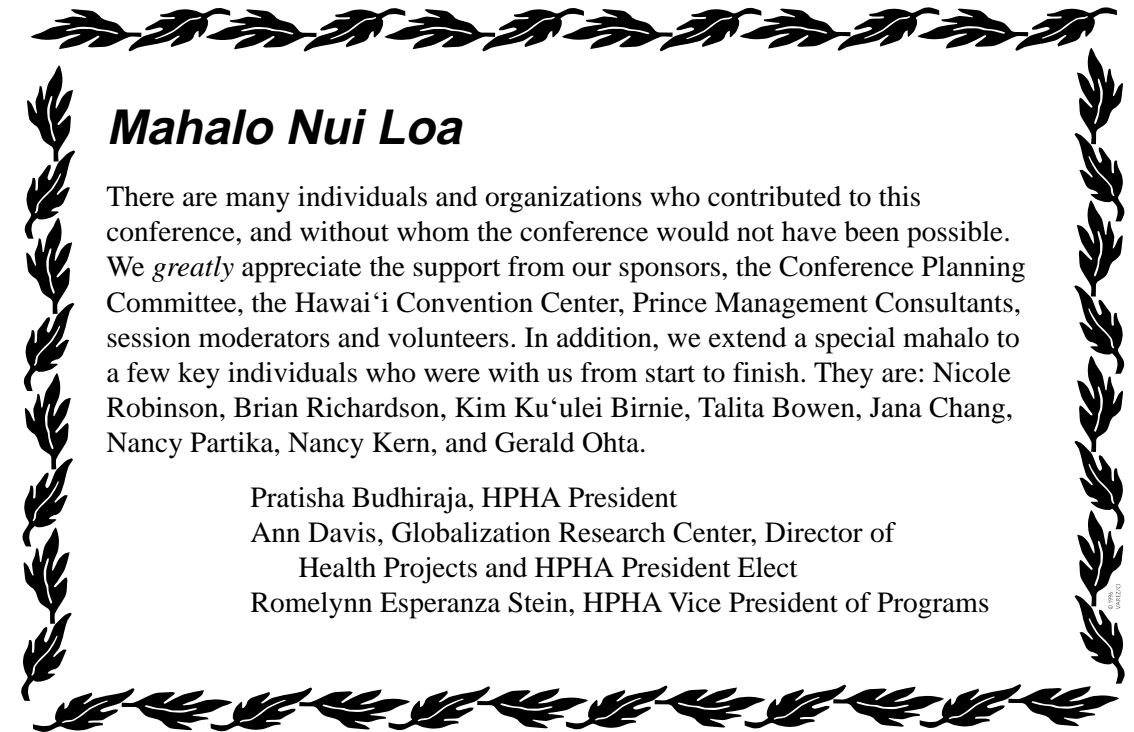 Mahalo Nui Loa
There are many individuals and organizations who contributed to this
conference, and without whom the conference would not have been possible.
We greatly appreciate the support from our sponsors, the Conference Planning
Committee, the Hawai‘i Convention Center, Prince Management Consultants,
session moderators and volunteers. In addition, we extend a special mahalo to
a few key individuals who were with us from start to finish. They are: Nicole
Robinson, Brian Richardson, Kim Ku‘ulei Birnie, Talita Bowen, Jana Chang,
Nancy Partika, Nancy Kern, and Gerald Ohta.
Pratisha Budhiraja, HPHA President
Ann Davis, Globalization Research Center, Director of
Health Projects and HPHA President Elect
Romelynn Esperanza Stein, HPHA Vice President of Programs
© 1996
VAREZ/CI